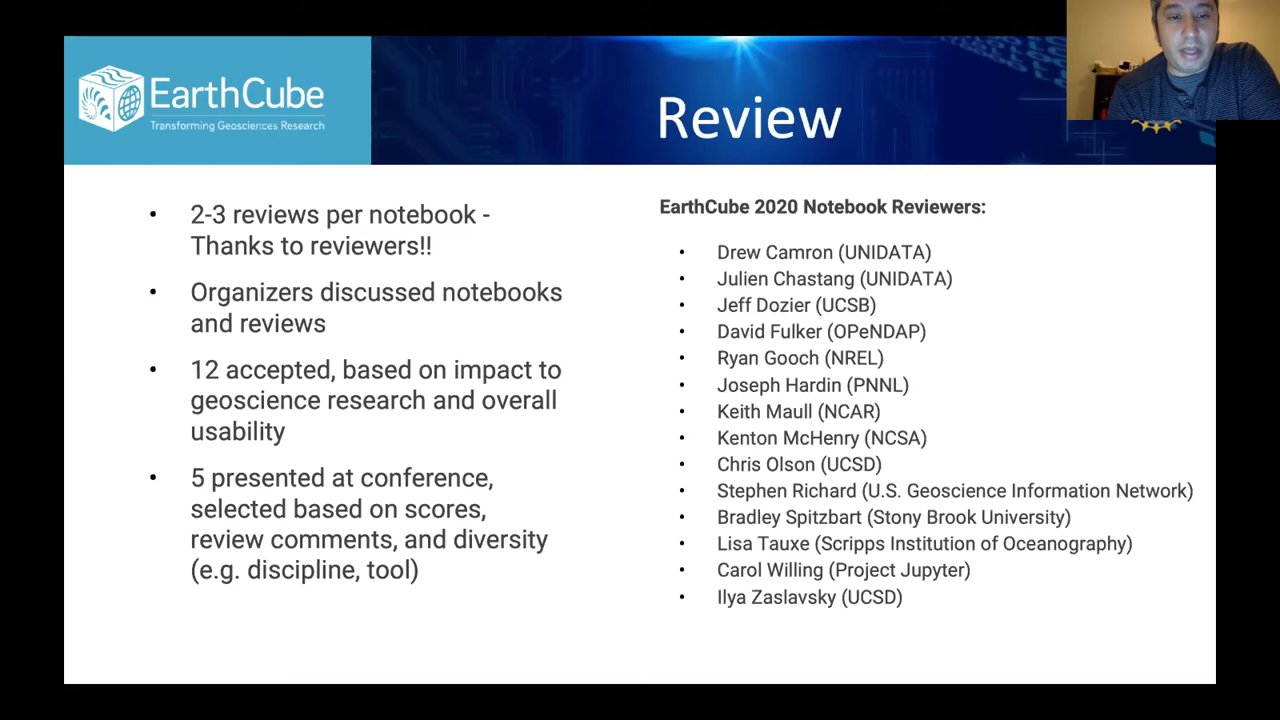 EarthCube
Transforming Geosciences Research
Review
• 2-3 reviews per notebook -
Thanks to reviewers!!
• Organizers discussed notebooks
and reviews
• 12 accepted, based on impact to
geoscience research and overall
usability
• 5 presented at conference,
selected based on scores,
review comments, and diversity
(e.g. discipline, tool)
EarthCube 2020 Notebook Reviewers:
• Drew Camron (UNIDATA)
• Julien Chastang (UNIDATA)
• Jeff Dozier (UCSB)
• David Fulker (OPeNDAP)
• Ryan Gooch (NREL)
• Joseph Hardin (PNNL)
• Keith Maull (NCAR)
• Kenton McHenry (NCSA)
• Chris Olson (UCSD)
• Stephen Richard (U.S. Geoscience Information Network)
• Bradley Spitzbart (Stony Brook University)
• Lisa Tauxe (Scripps Institution of Oceanography)
• Carol Willing (Project Jupyter)
• Ilya Zaslavsky (UCSD)